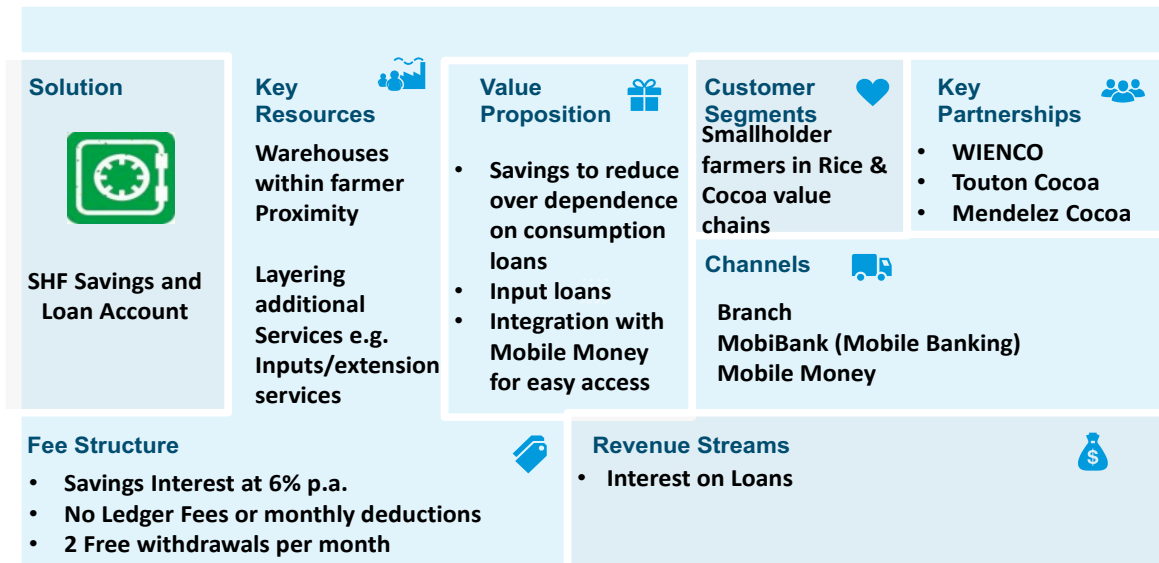 Solution
SHF Savings and
Loan Account
Key
Resources
Warehouses
within farmer
Proximity
Layering
additional
Services e.g.
Inputs/extension
services
Value
Proposition
• Savings to reduce
over dependence
on consumption
loans
• Input loans
• Integration with
Mobile Money
for easy access
Customer
Segments
Smallholder
farmers in Rice &
Cocoa value
chains
Key
Partnerships
• WIENCO
• Touton Cocoa
• Mendelez Cocoa
Channels
Branch
MobiBank (Mobile Banking)
Mobile Money
Fee Structure
• Savings Interest at 6% p.a.
• No Ledger Fees or monthly deductions
• 2 Free withdrawals per month
Revenue Streams
$
• Interest on Loans